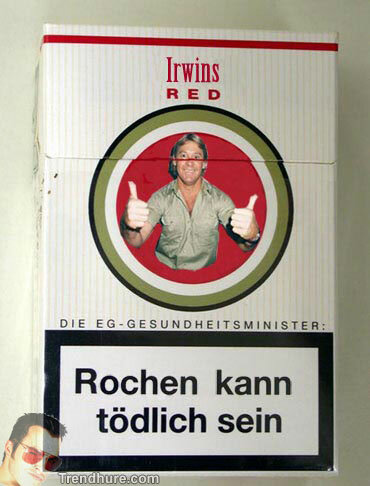 Irwins
RED
DIE EG-GESUNDHEITSMINISTER:
Rochen kann
tödlich sein
Trendhure.com